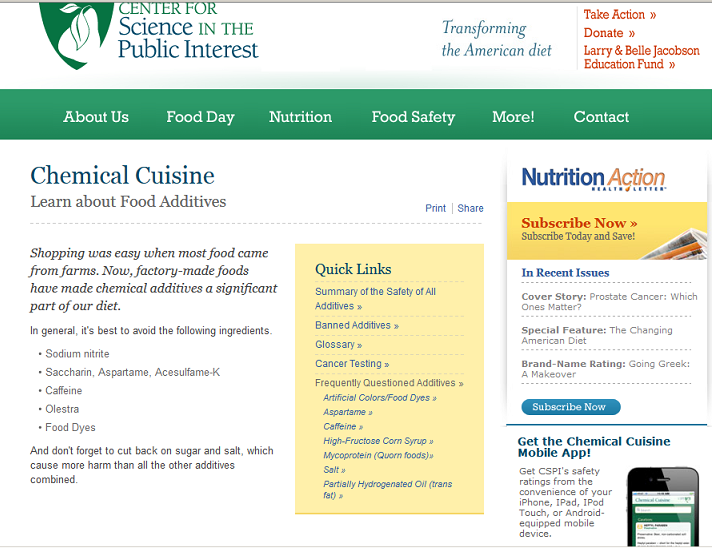 CENTER FOR
Science IN THE
Public Interest
Transforming
the American diet
Take Action »
Donate »
Larry & Belle Jacobson
Education Fund »
About Us
Food Day
Nutrition
Food Safety
More!
Contact
Chemical Cuisine
Learn about Food Additives
Print | Share
Shopping was easy when most food came
from farms. Now, factory-made foods
have made chemical additives a significant
part of our diet.
In general, it's best to avoid the following ingredients.
• Sodium nitrite
• Saccharin, Aspartame, Acesulfame-K
• Caffeine
• Olestra
• Food Dyes
And don't forget to cut back on sugar and salt, which
cause more harm than all the other additives
combined.
Quick Links
Summary of the Safety of All
Additives »
Banned Additives »
Glossary »
Cancer Testing »
Frequently Questioned Additives »
Artificial Colors/Food Dyes »
Aspartame »
Caffeine »
High-Fructose Corn Syrup »
Mycoprotein (Quorn foods)»
Salt »
Partially Hydrogenated Oil (trans
fat) »
Nutrition Action
HEALTH LETTER
Subscribe Now »
Subscribe Today and Save!
In Recent Issues
Cover Story: Prostate Cancer: Which
Ones Matter?
Special Feature: The Changing
American Diet
Brand-Name Rating: Going Greek:
A Makeover
Subscribe Now
Get the Chemical Cuisine
Mobile App!
Get CSPI's safety
ratings from the
convenience of your
iPhone, IPad, IPod
Touch, or Android-
equipped mobile
device.
Chemical Cuisine